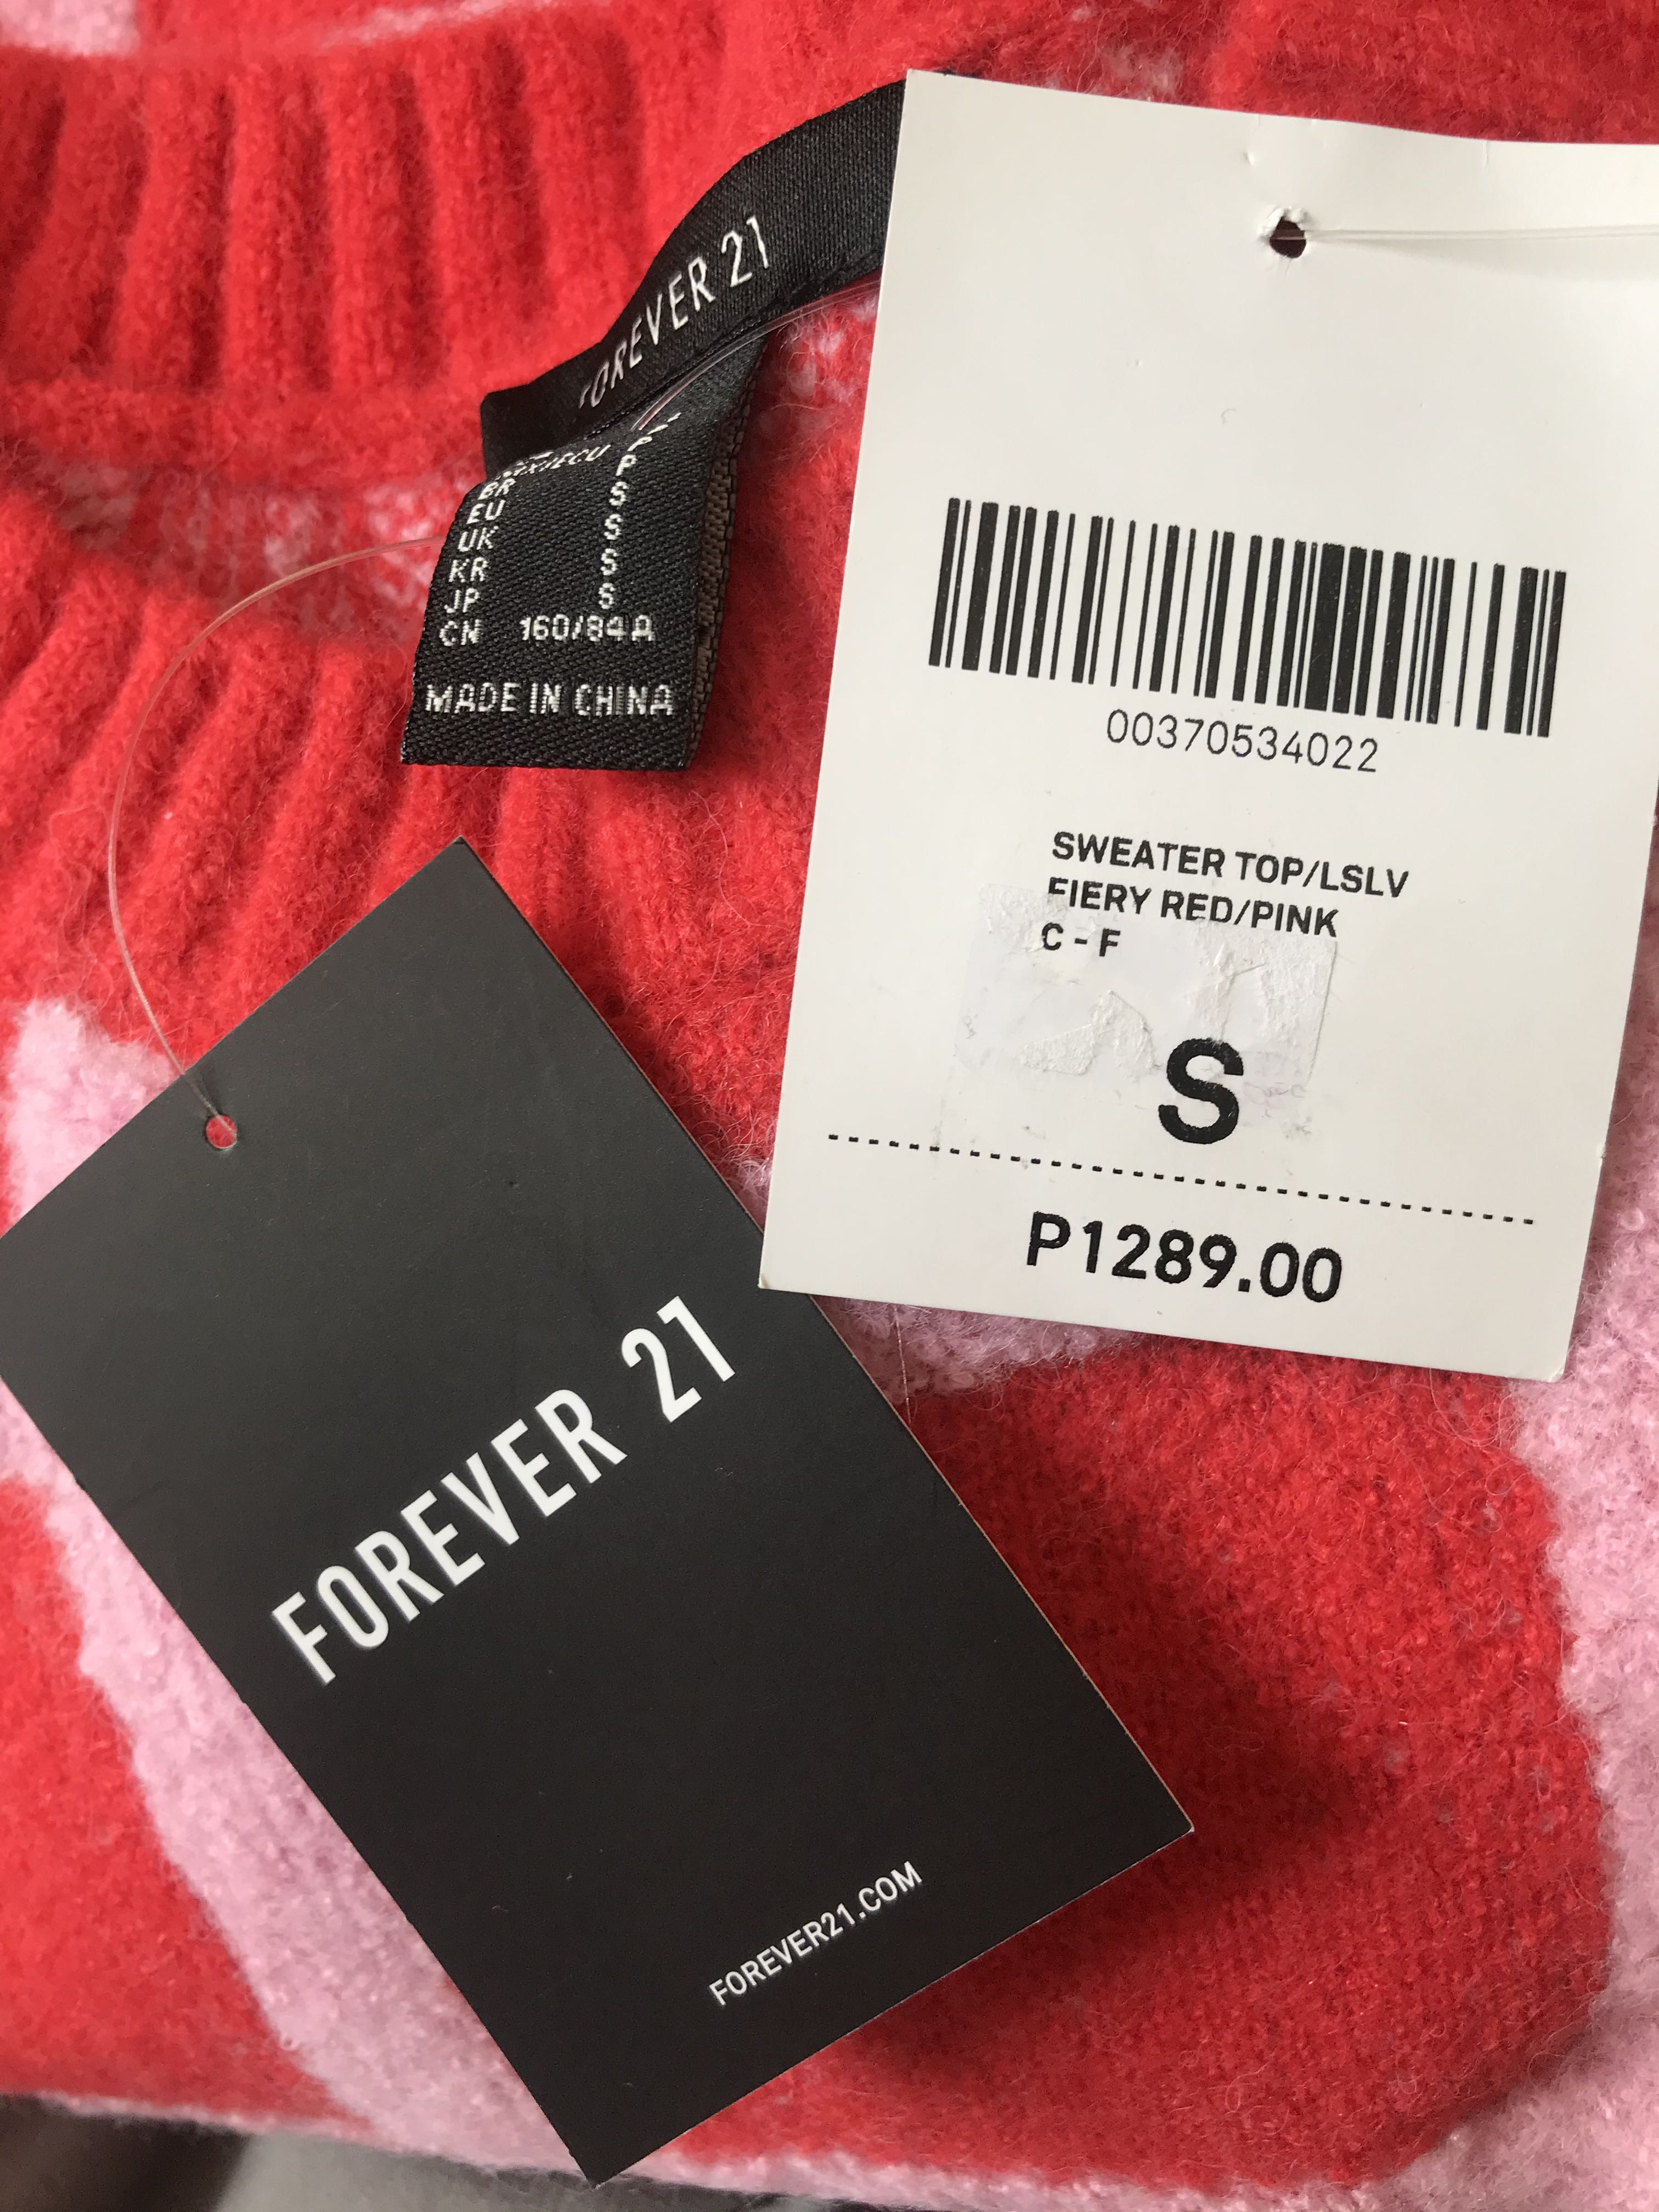 FOREVER 21
P
P
BR S
EU S
UK S
KR S
JP
CN 160/84A
MADE IN CHINA
00370534022
SWEATER TOP/LSLV
FIERY RED/PINK
C - F
S
P1289.00
FOREVER 21
FOREVER21.COM